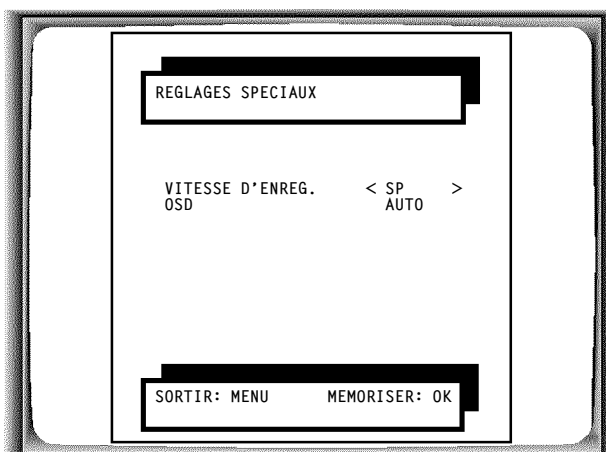 REGLAGES SPECIAUX
VITESSE D'ENREG. < SP >
OSD AUTO
SORTIR: MENU MEMORISER: OK